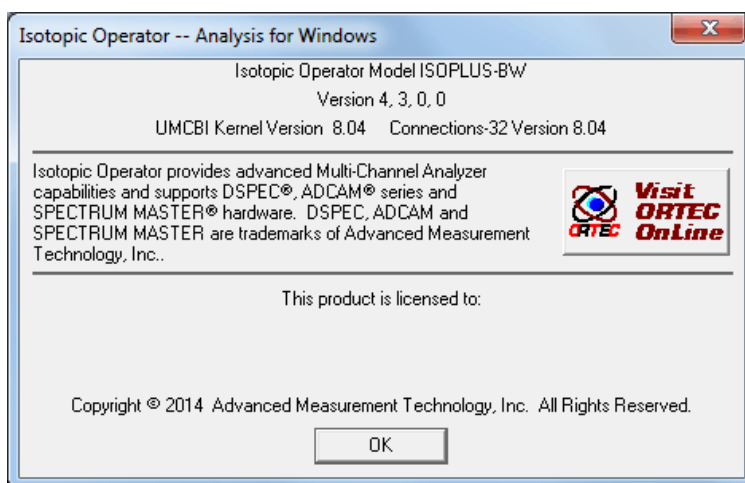 Isotopic Operator -- Analysis for Windows
Isotopic Operator Model ISOPLUS-BW
Version 4, 3, 0, 0
UMCBI Kernel Version 8.04 Connections-32 Version 8.04
Isotopic Operator provides advanced Multi-Channel Analyzer
capabilities and supports DSPEC®, ADCAM® series and
SPECTRUM MASTER® hardware. DSPEC, ADCAM and
SPECTRUM MASTER are trademarks of Advanced Measurement
Technology, Inc..
ORTEC
Visit
ORTEC
OnLine
This product is licensed to:
Copyright © 2014 Advanced Measurement Technology, Inc. All Rights Reserved.
OK